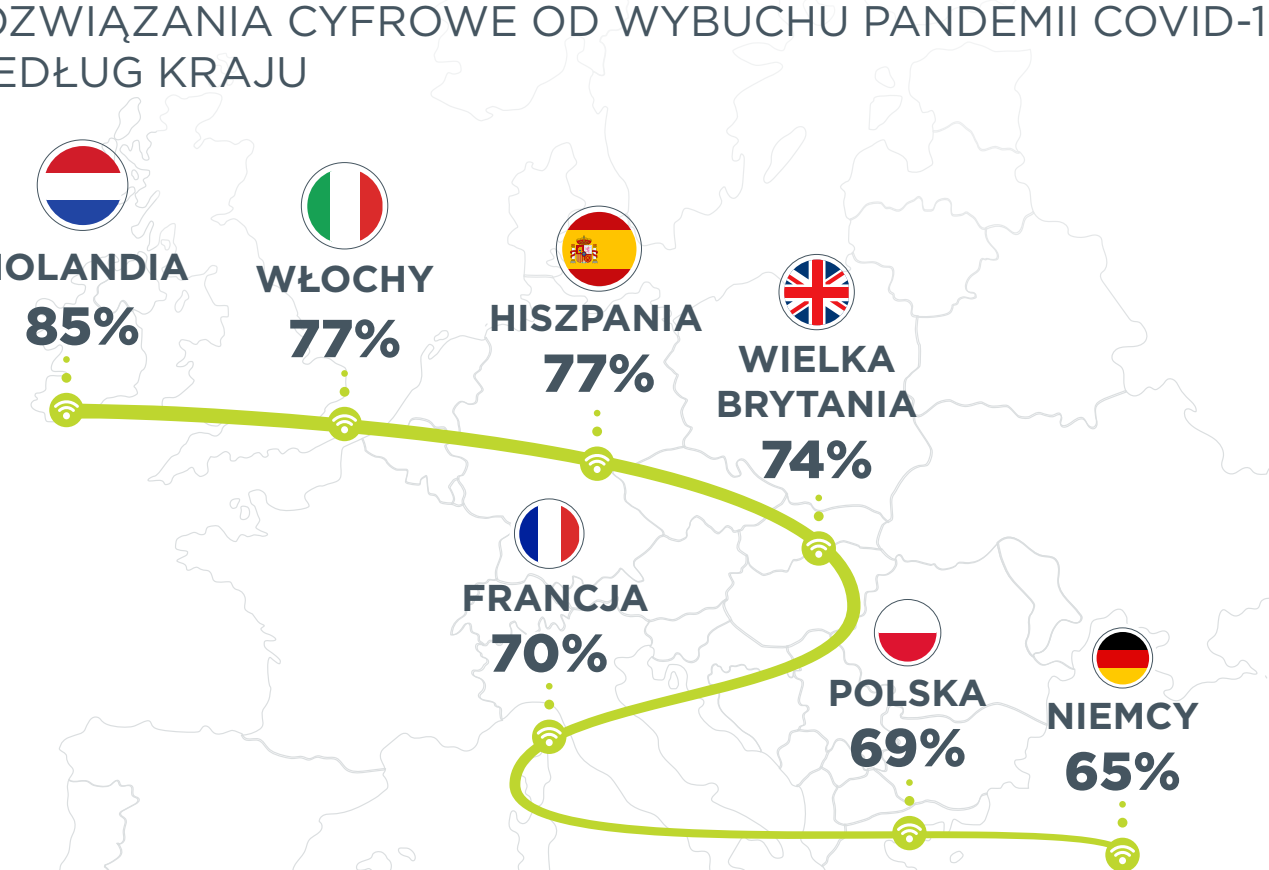 OZWIĄZANIA CYFROWE OD WYBUCHU PANDEMII COVID-1
EDŁUG KRAJU
HOLANDIA
85%
WŁOCHY
77%
HISZPANIA
77%
WIELKA
BRYTANIA
74%
FRANCJA
70%
POLSKA
69%
NIEMCY
65%